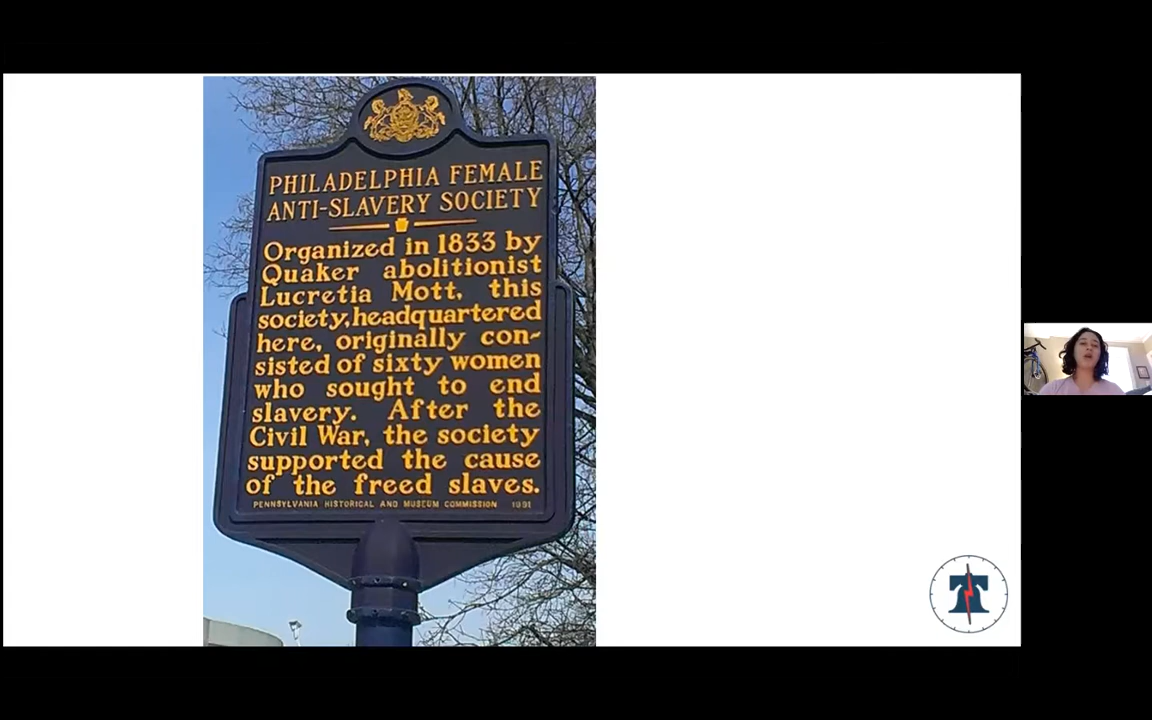 PHILADELPHIA FEMALE
ANTI-SLAVERY SOCIETY
Organized in 1833 by
Quaker abolitionist
Lucretia Mott, this
society, headquartered
here, originally con-
sisted of sixty women
who sought to end
slavery. After the
Civil War, the society
supported the cause
of the freed slaves.
PENNSYLVANIA HISTORICAL AND MUSEUM COMMISSION 1991